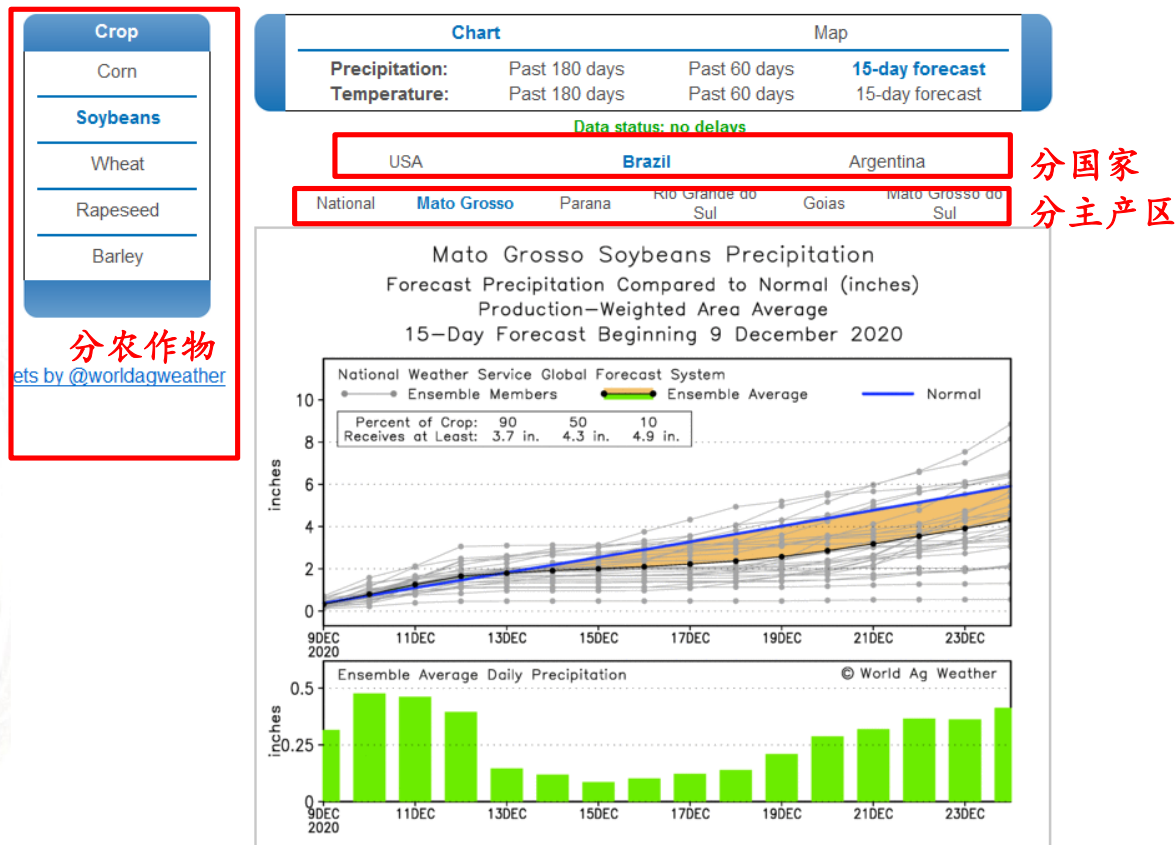 Crop
Corn
Soybeans
Wheat
Rapeseed
Barley
分农作物
ets by @worldagweather
Chart Map
Precipitation: Past 180 days Past 60 days 15-day forecast
Temperature: Past 180 days Past 60 days 15-day forecast
Data status: no delays
USA Brazil Argentina
分国家
National Mato Grosso Parana Rio Grande do Sul Goias Mato Grosso do Sul
分主产区
Mato Grosso Soybeans Precipitation
Forecast Precipitation Compared to Normal (inches)
Production-Weighted Area Average
15-Day Forecast Beginning 9 December 2020
National Weather Service Global Forecast System
Ensemble Members Ensemble Average Normal
Percent of Crop: 90 50 10
Receives at Least: 3.7 in. 4.3 in. 4.9 in.
inches
10
8
6
4
2
0
9DEC 11DEC 13DEC 15DEC 17DEC 19DEC 21DEC 23DEC
2020
Ensemble Average Daily Precipitation © World Ag Weather
inches
0.5
0.25
0
9DEC 11DEC 13DEC 15DEC 17DEC 19DEC 21DEC 23DEC
2020